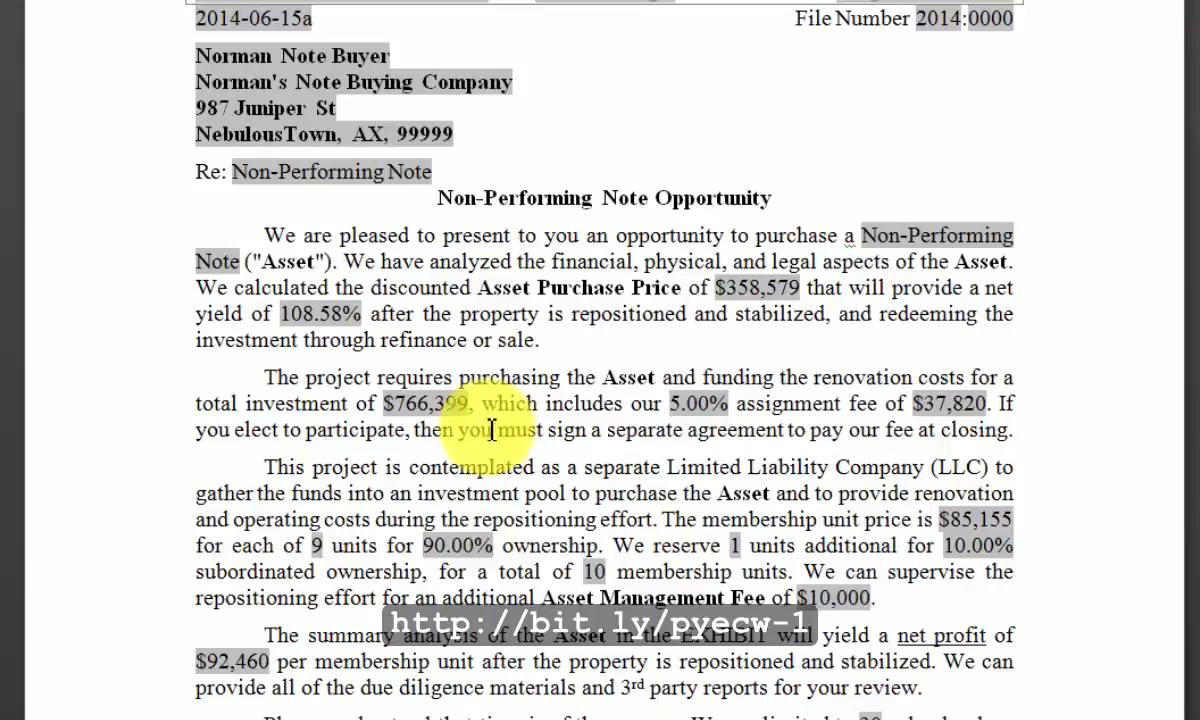 2014-06-15a File Number 2014:0000
Norman Note Buyer
Norman's Note Buying Company
987 Juniper St
NebulousTown, AX, 99999
Re: Non-Performing Note
Non-Performing Note Opportunity
We are pleased to present to you an opportunity to purchase a Non-Performing
Note ("Asset"). We have analyzed the financial, physical, and legal aspects of the Asset.
We calculated the discounted Asset Purchase Price of $358,579 that will provide a net
yield of 108.58% after the property is repositioned and stabilized, and redeeming the
investment through refinance or sale.
The project requires purchasing the Asset and funding the renovation costs for a
total investment of $766,399, which includes our 5.00% assignment fee of $37,820. If
you elect to participate, then you must sign a separate agreement to pay our fee at closing.
This project is contemplated as a separate Limited Liability Company (LLC) to
gather the funds into an investment pool to purchase the Asset and to provide renovation
and operating costs during the repositioning effort. The membership unit price is $85,155
for each of 9 units for 90.00% ownership. We reserve 1 units additional for 10.00%
subordinated ownership, for a total of 10 membership units. We can supervise the
repositioning effort for an additional Asset Management Fee of $10,000.
http://bit.ly/pyecw-1
The summary analysis of the Asset in the EXHIBIT will yield a net profit of
$92,460 per membership unit after the property is repositioned and stabilized. We can
provide all of the due diligence materials and 3rd party reports for your review.